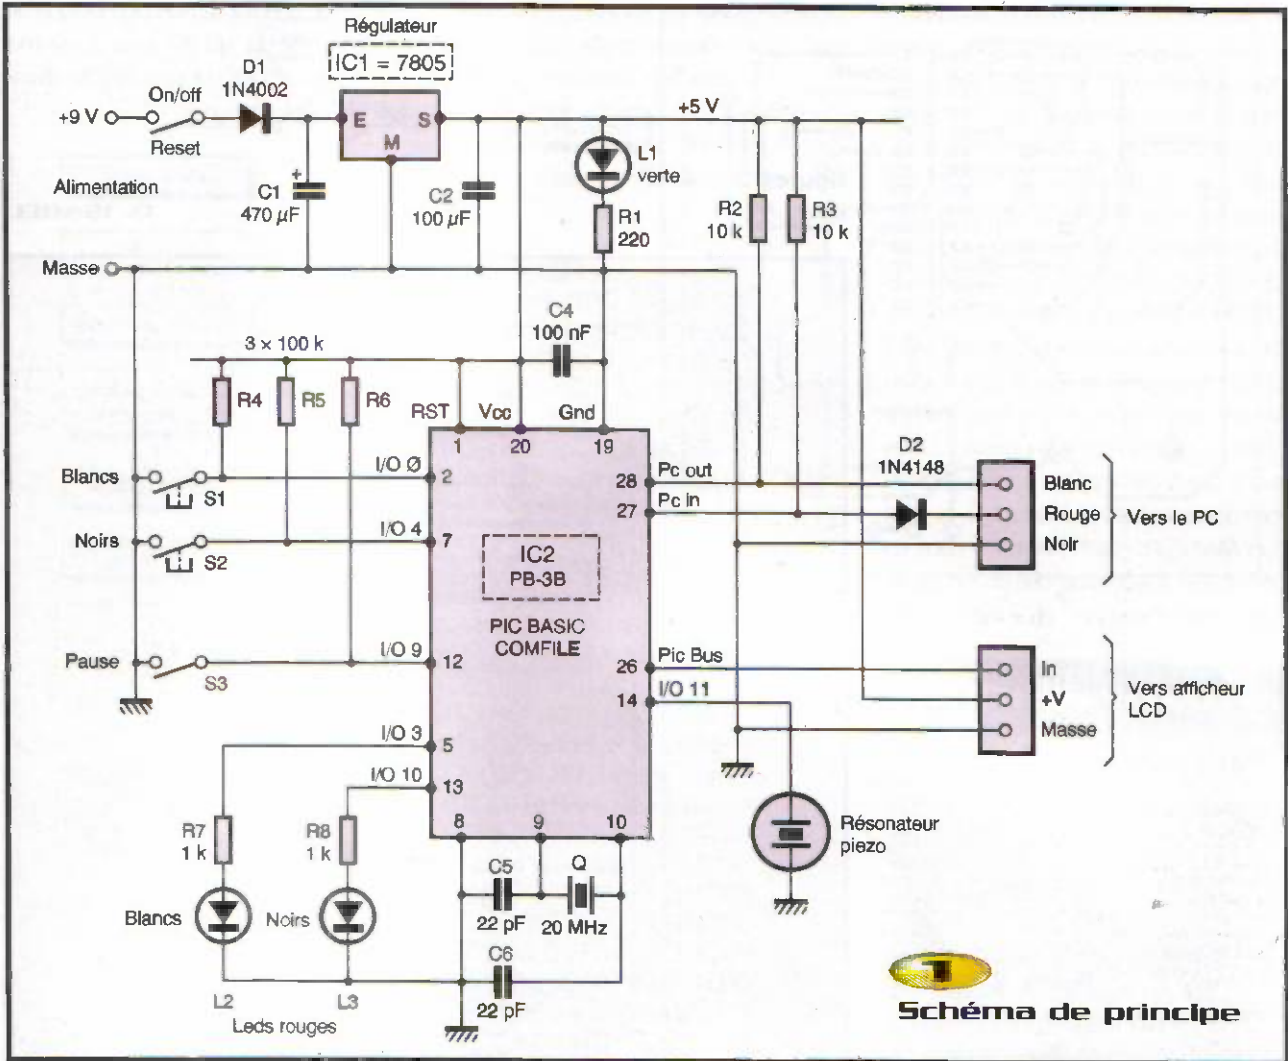 Régulateur
IC1 = 7805
D1
1N4002
On/off
+9 V
Reset
E
S
M
+5 V
L1
verte
Alimentation
C1
+
470 µF
C2
100 µF
R1
220
R2
10 k
R3
10 k
Masse
C4
100 nF
3 × 100 k
R4
R5
R6
RST
Vcc
Gnd
1
20
19
Blancs
S1
I/O Ø
2
Noirs
S2
I/O 4
7
Pause
S3
I/O 9
12
I/O 3
5
I/O 10
13
IC2
PB-3B
PIC BASIC
COMFILE
28
Pc out
27
Pc in
D2
1N4148
Blanc
Rouge
Noir
Vers le PC
26
Pic Bus
14
I/O 11
In
+V
Masse
Vers afficheur
LCD
8
9
10
R7
1 k
R8
1 k
Blancs
Noirs
L2
L3
Leds rouges
C5
22 pF
Q
20 MHz
C6
22 pF
Résonateur
piezo
1
Schéma de principe